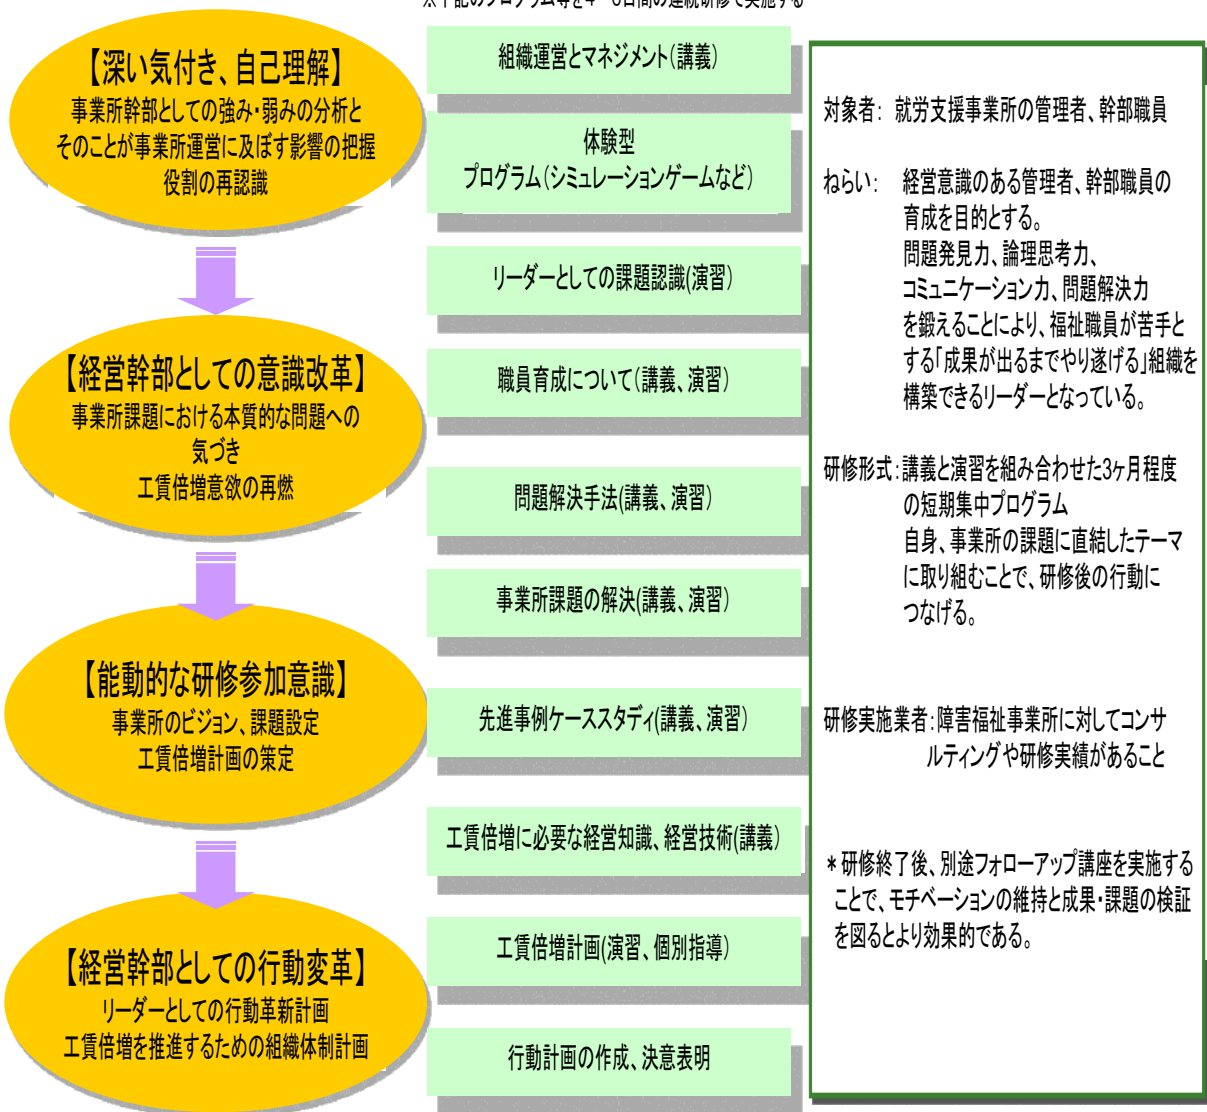 【深い気付き、自己理解】
事業所幹部としての強み・弱みの分析と
そのことが事業所運営に及ぼす影響の把握
役割の再認識
【経営幹部としての意識改革】
事業所課題における本質的な問題への
気づき
工賃倍増意欲の再燃
【能動的な研修参加意識】
事業所のビジョン、課題設定
工賃倍増計画の策定
【経営幹部としての行動変革】
リーダーとしての行動革新計画
工賃倍増を推進するための組織体制計画
組織運営とマネジメント(講義)
体験型
プログラム(シミュレーションゲームなど)
リーダーとしての課題認識(演習)
職員育成について(講義、演習)
問題解決手法(講義、演習)
事業所課題の解決(講義、演習)
先進事例ケーススタディ(講義、演習)
工賃倍増に必要な経営知識、経営技術(講義)
工賃倍増計画(演習、個別指導)
行動計画の作成、決意表明
対象者: 就労支援事業所の管理者、幹部職員
ねらい: 経営意識のある管理者、幹部職員の
育成を目的とする。
問題発見力、論理思考力、
コミュニケーション力、問題解決力
を鍛えることにより、福祉職員が苦手と
する「成果が出るまでやり遂げる」組織を
構築できるリーダーとなっている。
研修形式:講義と演習を組み合わせた3ヶ月程度
の短期集中プログラム
自身、事業所の課題に直結したテーマ
に取り組むことで、研修後の行動に
つなげる。
研修実施業者:障害福祉事業所に対してコンサ
ルティングや研修実績があること
*研修終了後、別途フォローアップ講座を実施する
ことで、モチベーションの維持と成果・課題の検証
を図るとより効果的である。